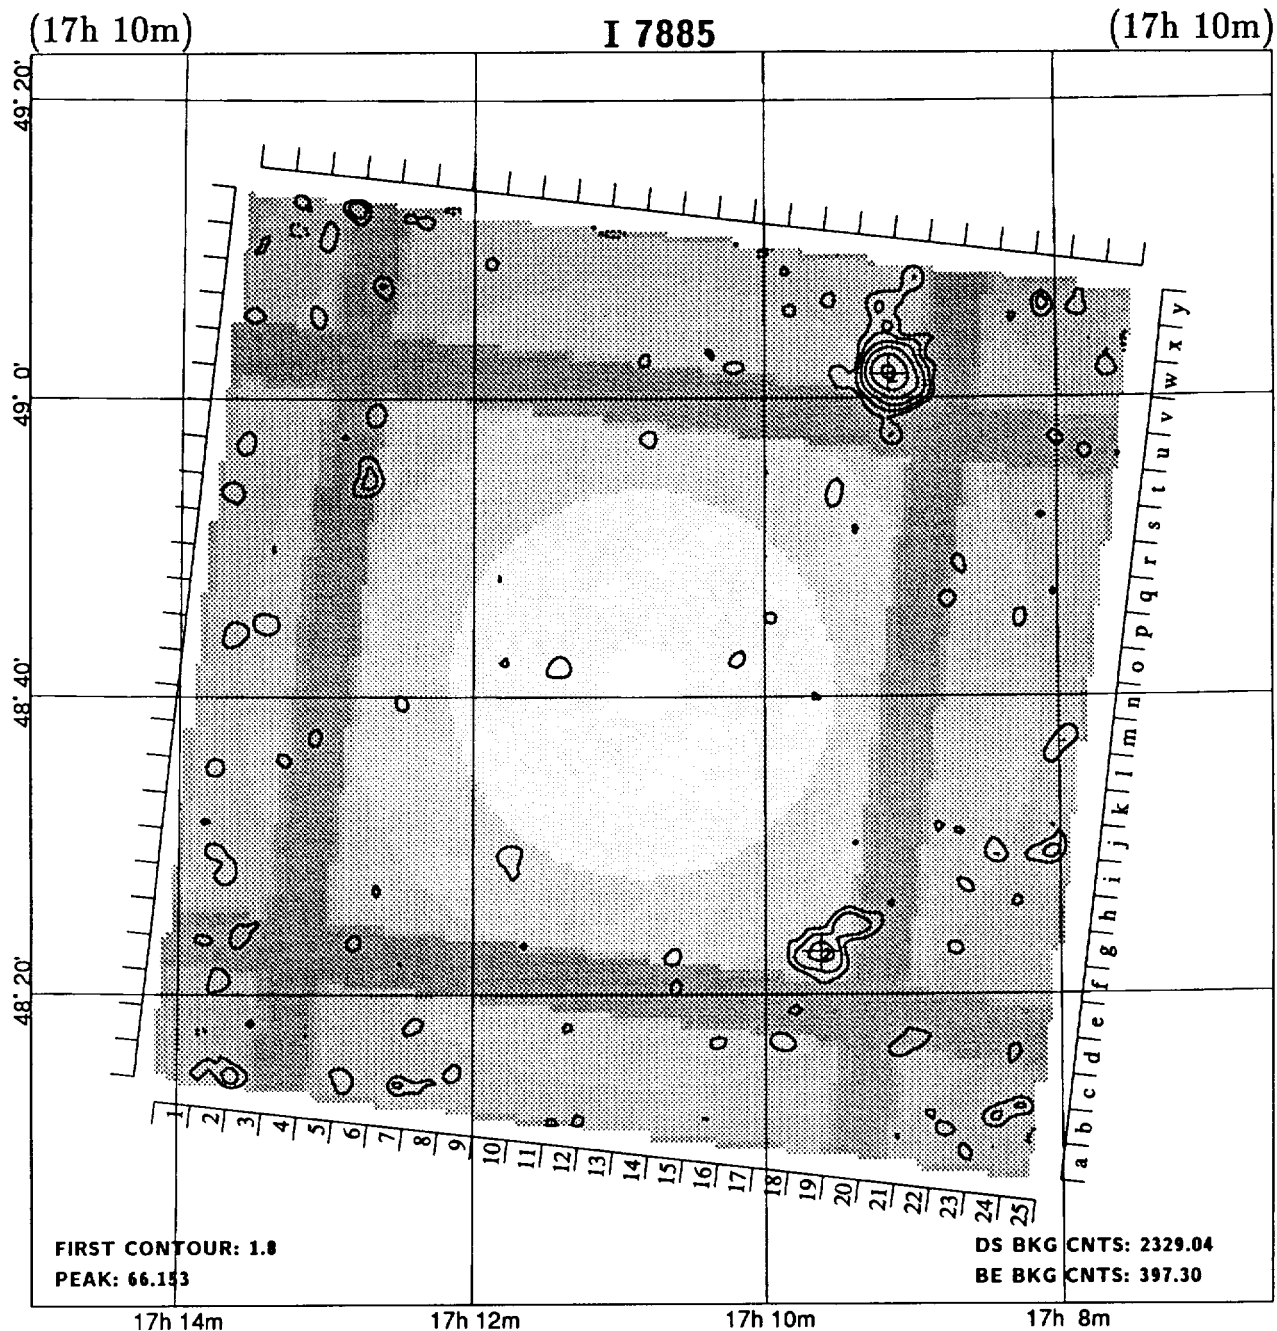 (17h 10m) I 7885 (17h 10m)
49° 20'
49° 0'
48° 40'
48° 20'
y
x
w
v
u
t
s
r
q
p
o
n
m
l
k
j
i
h
g
f
e
d
c
b
a
1 2 3 4 5 6 7 8 9 10 11 12 13 14 15 16 17 18 19 20 21 22 23 24 25
FIRST CONTOUR: 1.8
PEAK: 66.153
DS BKG CNTS: 2329.04
BE BKG CNTS: 397.30
17h 14m 17h 12m 17h 10m 17h 8m